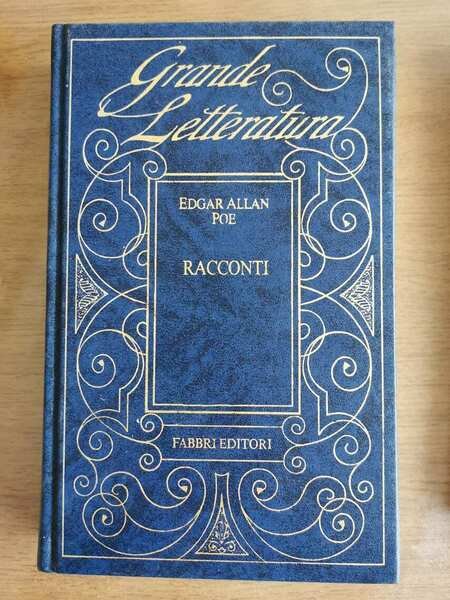 Grande
Letteratura
EDGAR ALLAN
POE
RACCONTI
FABBRI EDITORI